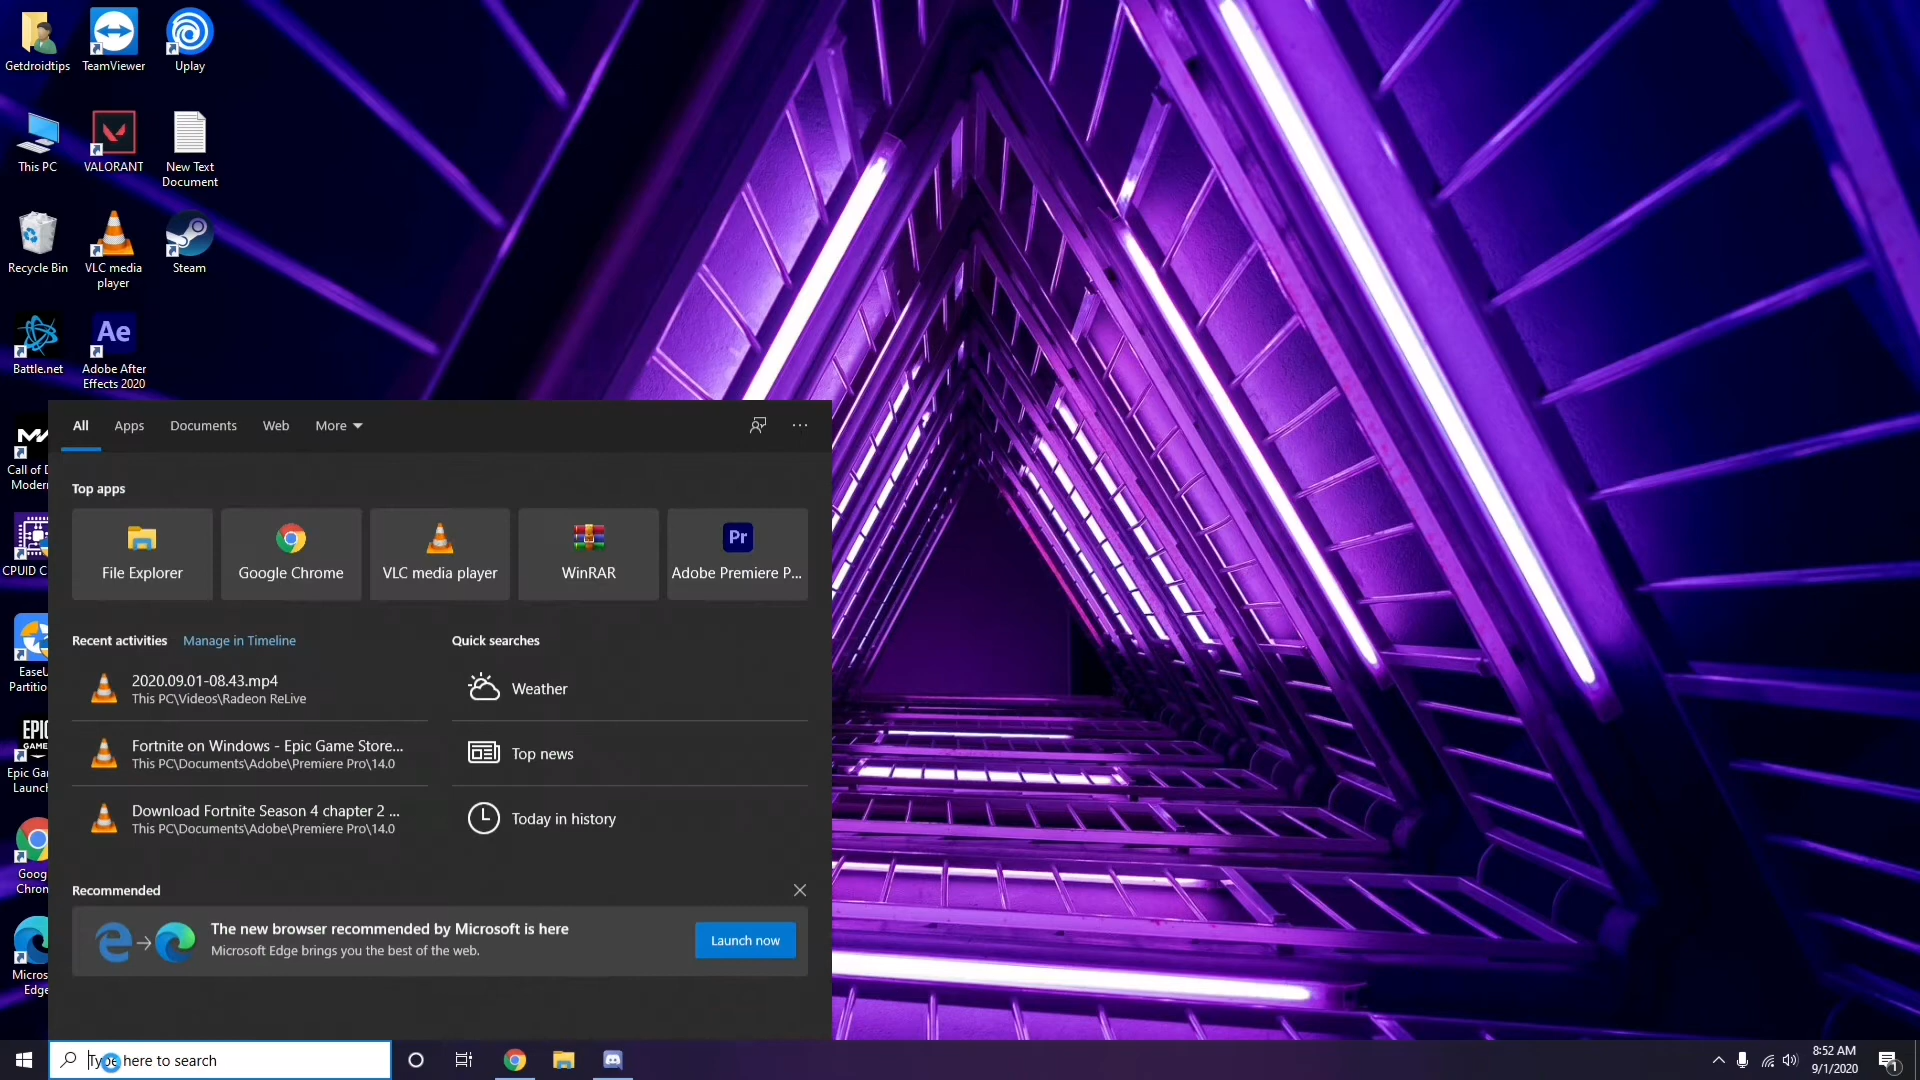 Getdroidtips
TeamViewer
Uplay
This PC
VALORANT
New Text
Document
Recycle Bin
VLC media
player
Steam
Battle.net
Ae
Adobe After
Effects 2020
Call of D
Moder
CPUID C
EaseU
Partitio
EPIC
GAME
Epic Ga
Launch
Goog
Chron
Micros
Edge
All
Apps
Documents
Web
More
Top apps
File Explorer
Google Chrome
VLC media player
WinRAR
Pr
Adobe Premiere P...
Recent activities
Manage in Timeline
2020.09.01-08.43.mp4
This PC\Videos\Radeon ReLive
Fortnite on Windows - Epic Game Store...
This PC\Documents\Adobe\Premiere Pro\14.0
Download Fortnite Season 4 chapter 2 ...
This PC\Documents\Adobe\Premiere Pro\14.0
Quick searches
Weather
Top news
Today in history
Recommended
The new browser recommended by Microsoft is here
Microsoft Edge brings you the best of the web.
Launch now
Type here to search
8:52 AM
9/1/2020
1